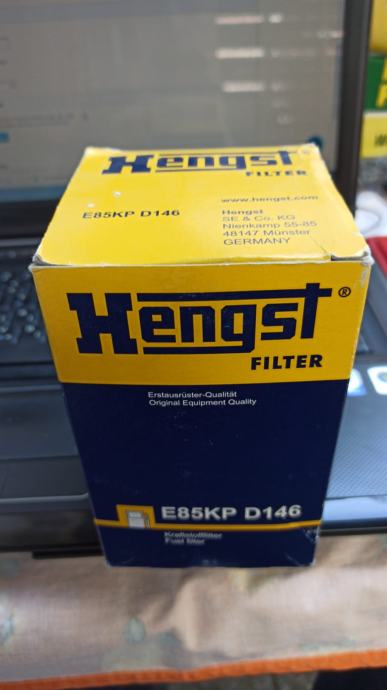 Hengst
FILTER
www.hengst.com
E85KP D146
Hengst
SE & Co. KG
Nienkamp 55-85
48147 Münster
GERMANY
Hengst®
FILTER
Erstausrüster-Qualität
Original Equipment Quality
E85KP D146
Kraftstofffilter
Fuel filter